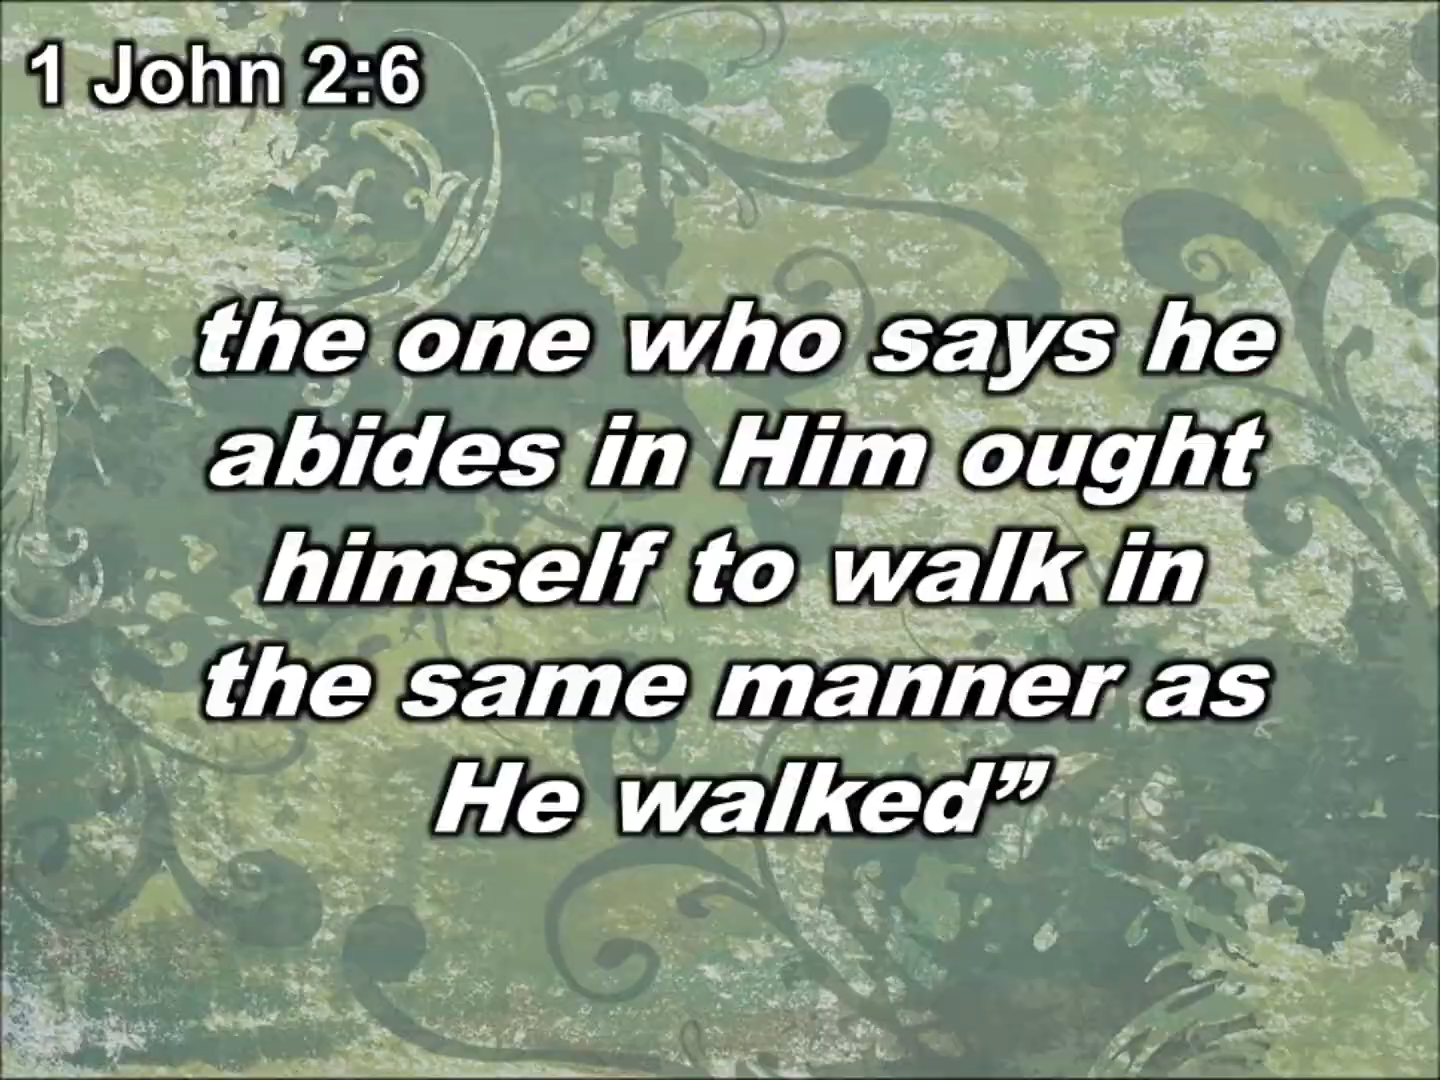 1 John 2:6
the one who says he
abides in Him ought
himself to walk in
the same manner as
He walked”